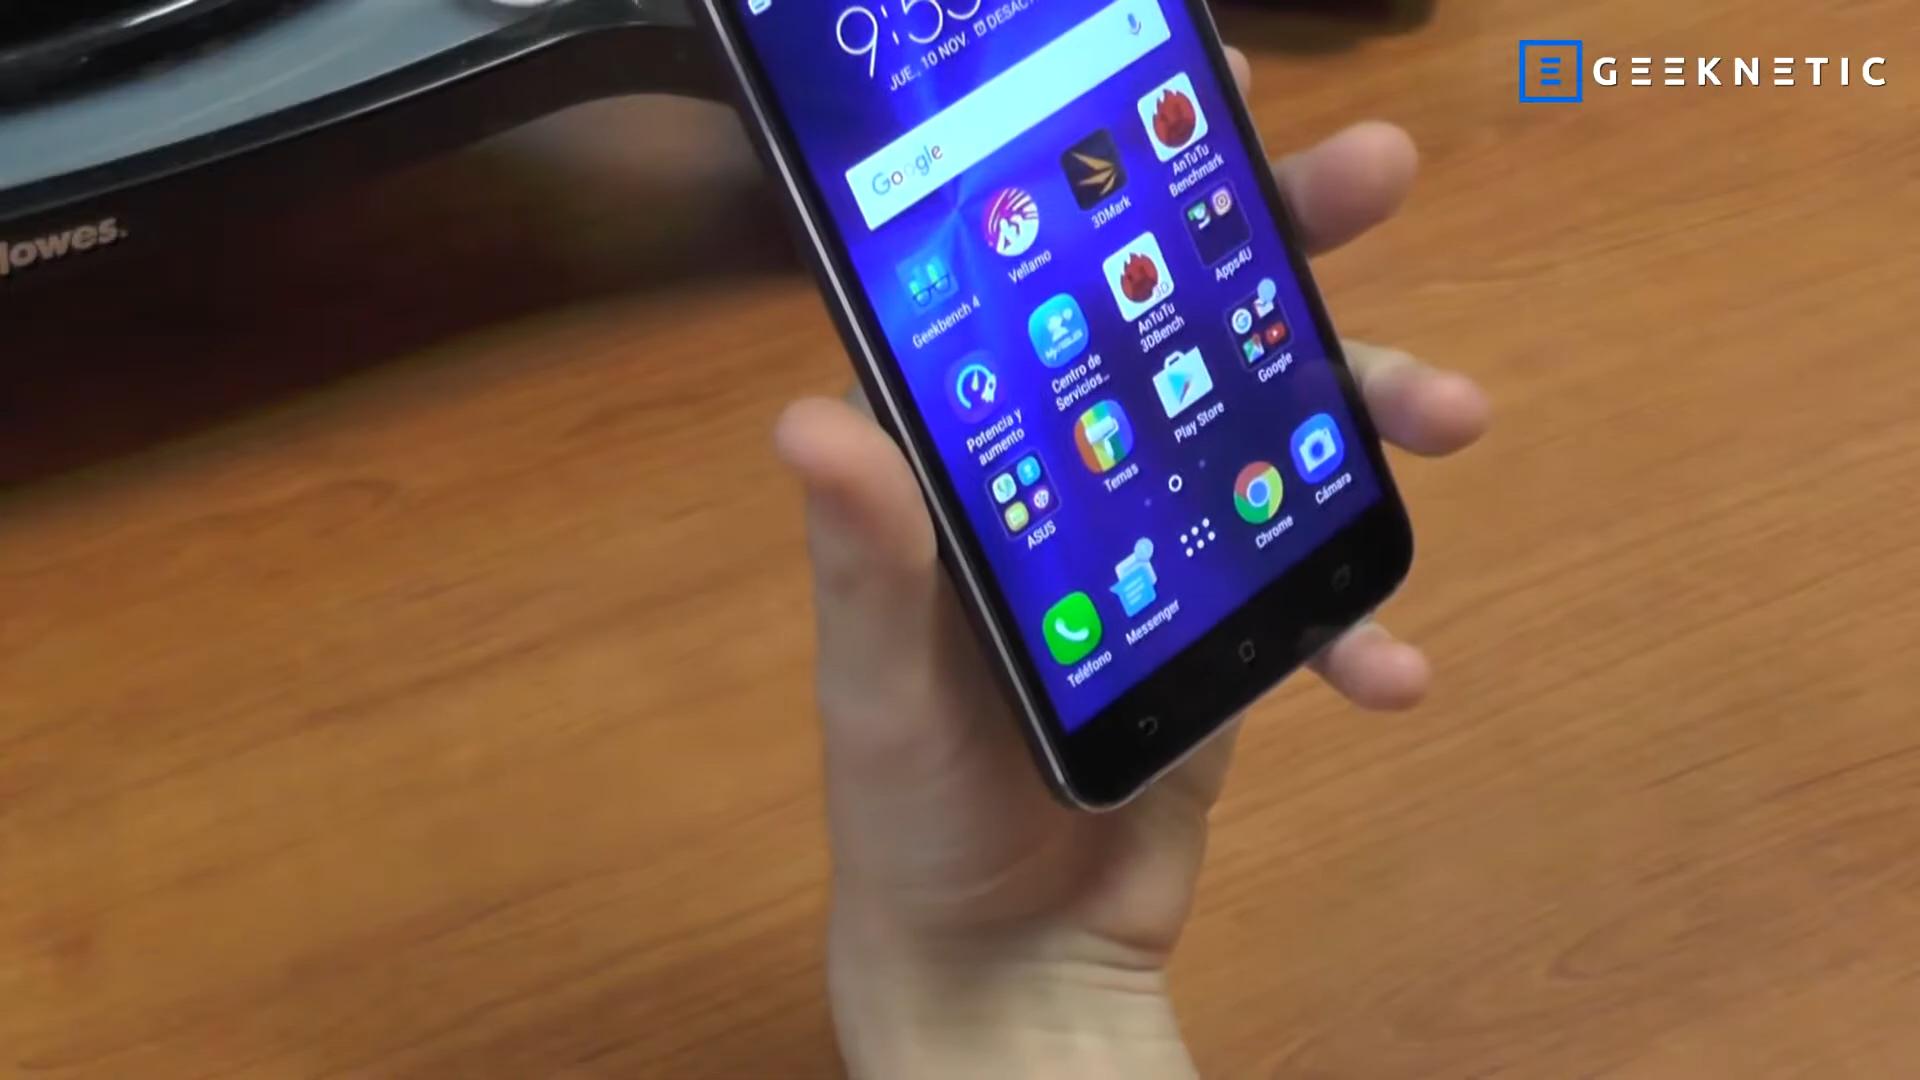 GEEKNETIC
JUE., 10 NOV.
Google
AnTuTu
Benchmark
3DMark
Vellamo
Geekbench 4
Apps4U
AnTuTu
3DBench
Centro de
Servicios...
Potencia y
aumento
Google
Play Store
Temas
ASUS
Cámara
Chrome
Messenger
Teléfono